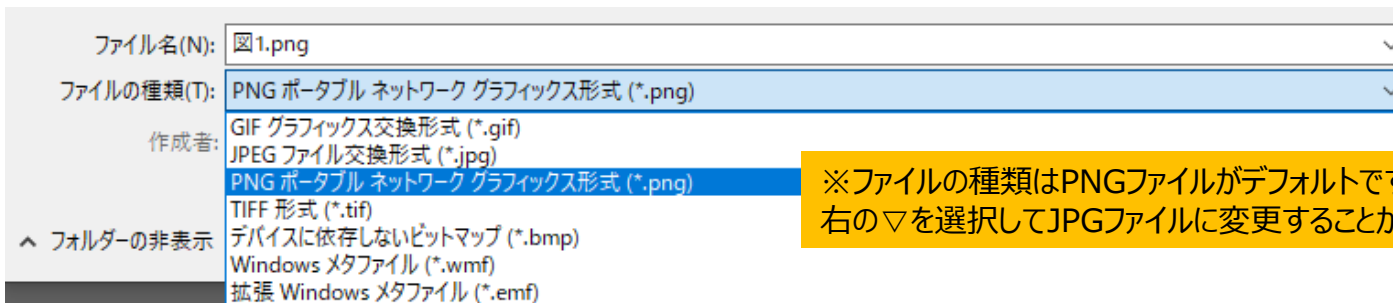 ファイル名(N): 図1.png
ファイルの種類(T): PNG ポータブル ネットワーク グラフィックス形式 (*.png)
作成者:
GIF グラフィックス交換形式 (*.gif)
JPEG ファイル交換形式 (*.jpg)
PNG ポータブル ネットワーク グラフィックス形式 (*.png)
TIFF 形式 (*.tif)
デバイスに依存しないビットマップ (*.bmp)
Windows メタファイル (*.wmf)
拡張 Windows メタファイル (*.emf)
フォルダーの非表示
※ファイルの種類はPNGファイルがデフォルトで
右の▽を選択してJPGファイルに変更すること